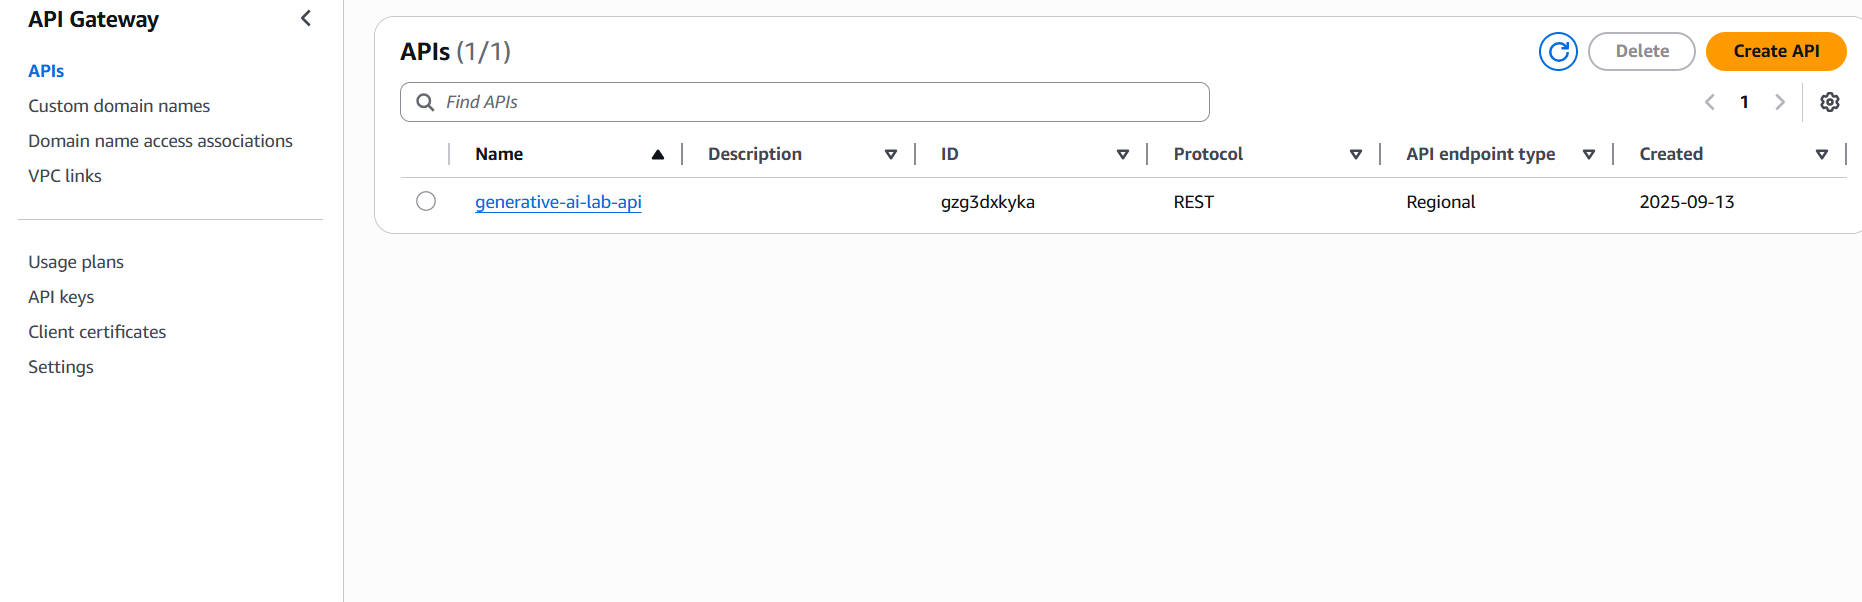 API Gateway
APIs
Custom domain names
Domain name access associations
VPC links
Usage plans
API keys
Client certificates
Settings
APIs (1/1)
Delete
Create API
Find APIs
1
Name Description ID Protocol API endpoint type Created
generative-ai-lab-api gzg3dxkyka REST Regional 2025-09-13